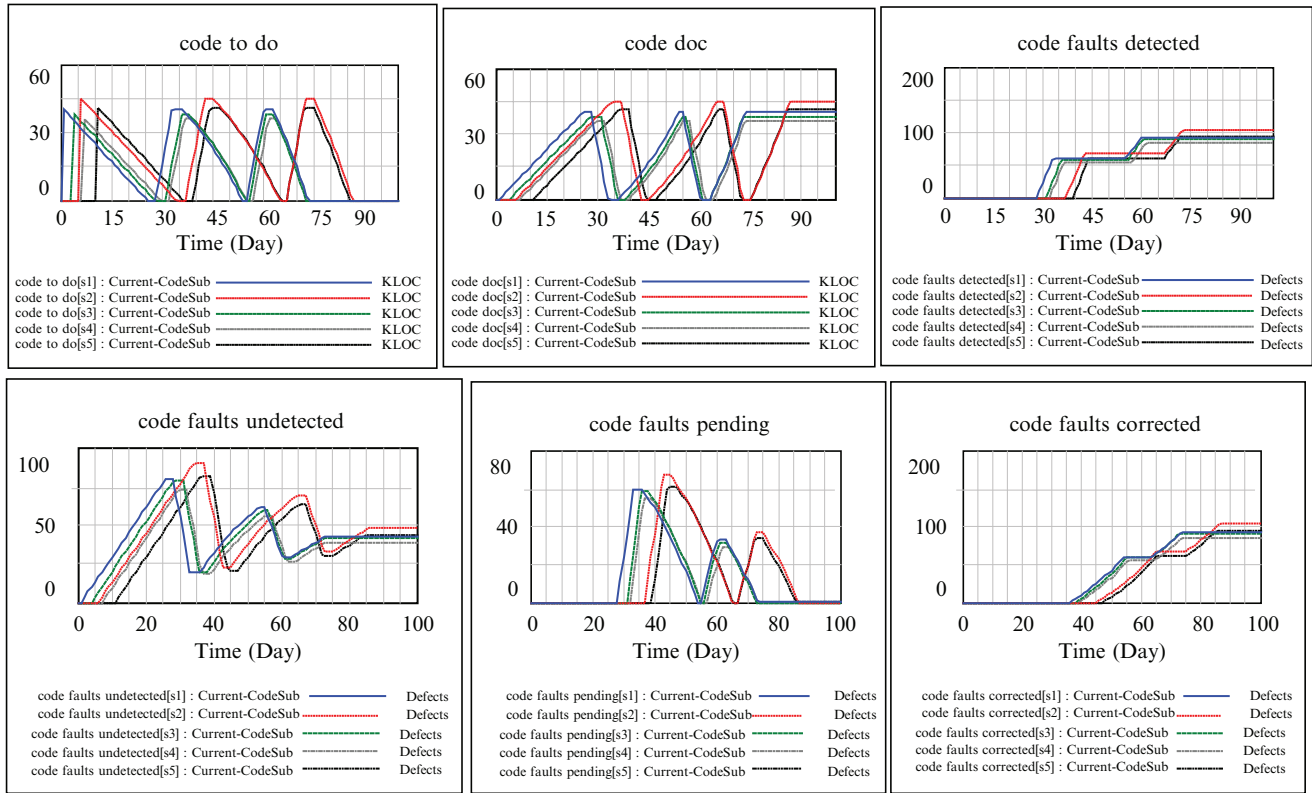 code to do
60
30
0
0 15 30 45 60 75 90
Time (Day)
code to do[s1] : Current-CodeSub KLOC
code to do[s2] : Current-CodeSub KLOC
code to do[s3] : Current-CodeSub KLOC
code to do[s4] : Current-CodeSub KLOC
code to do[s5] : Current-CodeSub KLOC
code doc
60
30
0
0 15 30 45 60 75 90
Time (Day)
code doc[s1] : Current-CodeSub KLOC
code doc[s2] : Current-CodeSub KLOC
code doc[s3] : Current-CodeSub KLOC
code doc[s4] : Current-CodeSub KLOC
code doc[s5] : Current-CodeSub KLOC
code faults detected
200
100
0
0 15 30 45 60 75 90
Time (Day)
code faults detected[s1] : Current-CodeSub Defects
code faults detected[s2] : Current-CodeSub Defects
code faults detected[s3] : Current-CodeSub Defects
code faults detected[s4] : Current-CodeSub Defects
code faults detected[s5] : Current-CodeSub Defects
code faults undetected
100
50
0
0 20 40 60 80 100
Time (Day)
code faults undetected[s1] : Current-CodeSub Defects
code faults undetected[s2] : Current-CodeSub Defects
code faults undetected[s3] : Current-CodeSub Defects
code faults undetected[s4] : Current-CodeSub Defects
code faults undetected[s5] : Current-CodeSub Defects
code faults pending
80
40
0
0 20 40 60 80 100
Time (Day)
code faults pending[s1] : Current-CodeSub Defects
code faults pending[s2] : Current-CodeSub Defects
code faults pending[s3] : Current-CodeSub Defects
code faults pending[s4] : Current-CodeSub Defects
code faults pending[s5] : Current-CodeSub Defects
code faults corrected
200
100
0
0 20 40 60 80 100
Time (Day)
code faults corrected[s1] : Current-CodeSub Defects
code faults corrected[s2] : Current-CodeSub Defects
code faults corrected[s3] : Current-CodeSub Defects
code faults corrected[s4] : Current-CodeSub Defects
code faults corrected[s5] : Current-CodeSub Defects